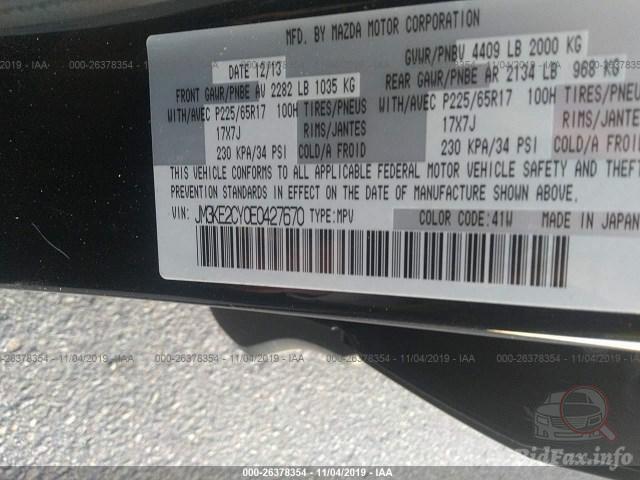 MFD. BY MAZDA MOTOR CORPORATION
DATE 12/13
GVWR/PNBV 4409 LB 2000 KG
FRONT GAWR/PNBE AV 2282 LB 1035 KG
REAR GAWR/PNBE AR 2134 LB 968 KG
WITH/AVEC P225/65R17 100H TIRES/PNEUS
WITH/AVEC P225/65R17 100H TIRES/PNEUS
17X7J RIMS/JANTES
17X7J RIMS/JANTES
230 KPA/34 PSI COLD/A FROID
230 KPA/34 PSI COLD/A FROID
THIS VEHICLE CONFORMS TO ALL APPLICABLE FEDERAL MOTOR VEHICLE SAFETY AND THEFT
PREVENTION STANDARDS IN EFFECT ON THE DATE OF MANUFACTURE SHOWN ABOVE.
VIN: JM3KE2CY0E0427670 TYPE:MPV COLOR CODE:41W MADE IN JAPAN
000-26378354 - 11/04/2019 - IAA
BidFax.info